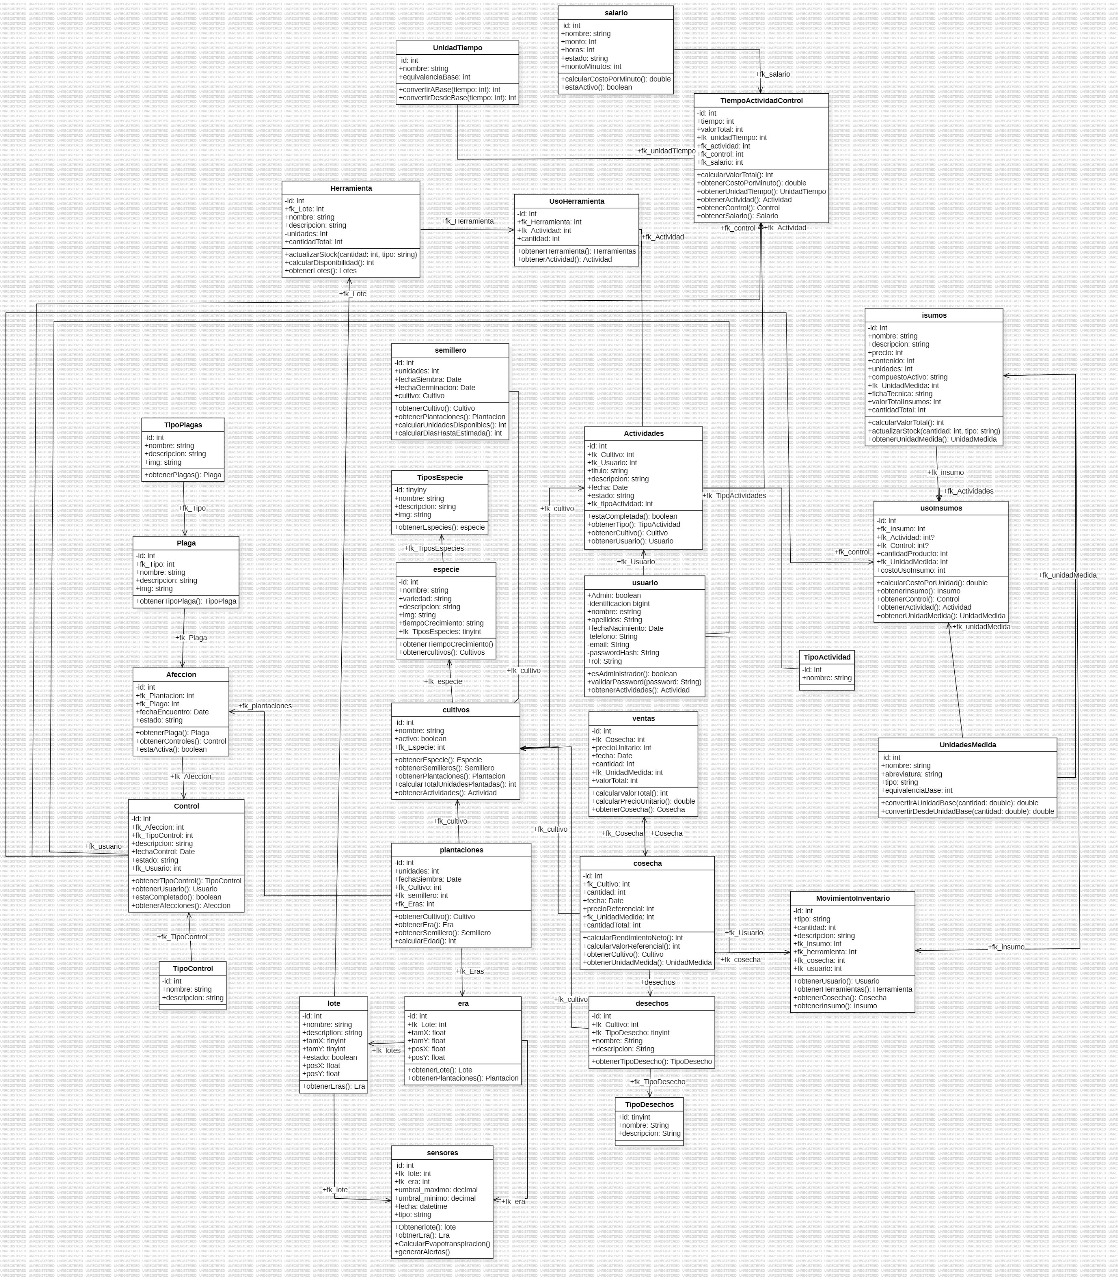 salario
-id: int
+nombre: string
+monto: int
+horas: int
+estado: string
+montoMinutos: int
+calcularCostoPorMinuto(): double
+estaActivo(): boolean
UnidadTiempo
-id: int
+nombre: string
+equivalenciaBase: int
+convertirABase(tiempo: int): int
+convertirDesdeBase(tiempo: int): int
+fk_salario
TiempoActividadControl
-id: int
+tiempo: int
+valorTotal: int
+fk_unidadTiempo: int
+fk_actividad: int
+fk_control: int
+fk_salario: int
+calcularValorTotal(): int
+obtenerCostoPorMinuto(): double
+obtenerUnidadTiempo(): UnidadTiempo
+obtenerActividad(): Actividad
+obtenerControl(): Control
+obtenerSalario(): Salario
+fk_unidadTiempo
+fk_control
+fk_Actividad
Herramienta
-id: int
+fk_Lote: int
+nombre: string
+descripcion: string
-unidades: int
+cantidadTotal: int
+actualizarStock(cantidad: int, tipo: string)
+calcularDisponibilidad(): int
+obtenerLotes(): Lotes
+fk_Herramienta
UsoHerramienta
-id: int
+fk_Herramienta: int
+fk_Actividad: int
+cantidad: int
+obtenerHerramienta(): Herramientas
+obtenerActividad(): Actividad
+fk_Actividad
+fk_Lote
isumos
-id: int
+nombre: string
+descripcion: string
+precio: int
+contenido: int
+unidades: int
+compuestoActivo: string
+fk_UnidadMedida: int
+fichaTecnica: string
+valorTotalInsumos: int
+cantidadTotal: int
+calcularValorTotal(): int
+actualizarStock(cantidad: int, tipo: string)
+obtenerUnidadMedida(): UnidadMedida
semillero
-id: int
+unidades: int
+fechaSiembra: Date
+fechaGerminacion: Date
+cultivo: Cultivo
+obtenerCultivo(): Cultivo
+obtenerPlantaciones(): Plantacion
+calcularUnidadesDisponibles(): int
+calcularDiasHastaEstimada(): int
TipoPlagas
-id: int
+nombre: string
+descripcion: string
+img: string
+obtenerPlagas(): Plaga
+fk_Tipo
Actividades
-id: int
+fk_Cultivo: int
+fk_Usuario: int
+titulo: string
+descripcion: string
+fecha: Date
+estado: string
+fk_tipoActividad: int
+estaCompletada(): boolean
+obtenerTipo(): TipoActividad
+obtenerCultivo(): Cultivo
+obtenerUsuario(): Usuario
+fk_TipoActividades
+fk_insumo
+fk_Actividades
TiposEspecie
-id: tinyiny
+nombre: string
+descripcion: string
+img: string
+obtenerEspecies(): especie
+fk_cultivo
+fk_TiposEspecies
usoInsumos
-id: int
+fk_Insumo: int
+fk_Actividad: int?
+fk_Control: int?
+cantidadProducto: int
+fk_UnidadMedida: int
+costoUsoInsumo: int
+calcularCostoPorUnidad(): double
+obtenerInsumo(): Insumo
+obtenerControl(): Control
+obtenerActividad(): Actividad
+obtenerUnidadMedida(): UnidadMedida
+fk_control
+fk_unidadMedida
+fk_unidadMedida
Plaga
-id: int
+fk_Tipo: int
+nombre: string
+descripcion: string
+img: string
+obtenerTipoPlaga(): TipoPlaga
+fk_Plaga
+fk_Usuario
especie
-id: int
+nombre: string
+variedad: string
+descripcion: string
+img: string
+tiempoCrecimiento: string
+fk_TiposEspecies: tinyint
+obtenerTiempoCrecimiento()
+obtenercultivos(): Cultivos
+fk_especie
+fk_cultivo
usuario
+Admin: boolean
-Identificacion bigint
+nombre: estring
+apellidos: String
+fechaNacimiento: Date
-telefono: String
-email: String
-passwordHash: String
+rol: String
+esAdministrador(): boolean
+validarPassword(password: String)
+obtenerActividades(): Actividad
TipoActividad
-id: int
+nombre: string
Afeccion
-id: int
+fk_Plantacion: int
+fk_Plaga: int
+fechaEncuentro: Date
+estado: string
+obtenerPlaga(): Plaga
+obtenerControles(): Control
+estaActiva(): boolean
+fk_plantaciones
+fk_Afeccion
cultivos
-id: int
+nombre: string
+activo: boolean
+fk_Especie: int
+obtenerEspecie(): Especie
+obtenerSemilleros(): Semillero
+obtenerPlantaciones(): Plantacion
+calcularTotalUnidadesPlantadas(): int
+obtenerActividades(): Actividad
+fk_cultivo
ventas
-id: int
+fk_Cosecha: int
+precioUnitario: int
+fecha: Date
+cantidad: int
+fk_UnidadMedida: int
+valorTotal: int
+calcularValorTotal(): int
+calcularPrecioUnitario(): double
+obtenerCosecha(): Cosecha
+fk_Cosecha
+Cosecha
+fk_cultivo
UnidadesMedida
-id: int
+nombre: string
+abreviatura: string
+tipo: string
+equivalenciaBase: int
+convertirAUnidadBase(cantidad: double): double
+convertirDesdeUnidadBase(cantidad: double): double
Control
-id: int
+fk_Afeccion: int
+fk_TipoControl: int
+descripcion: string
+fechaControl: Date
+estado: string
+fk_Usuario: int
+obtenerTipoControl(): TipoControl
+obtenerUsuario(): Usuario
+estaCompletado(): boolean
+obtenerAfecciones(): Afeccion
+fk_usuario
+fk_TipoControl
TipoControl
-id: int
+nombre: string
+descripcion: string
plantaciones
-id: int
+unidades: int
+fechaSiembra: Date
+fk_Cultivo: int
+fk_semillero: int
+fk_Eras: int
+obtenerCultivo(): Cultivo
+obtenerEra(): Era
+obtenerSemillero(): Semillero
+calcularEdad(): int
+fk_Eras
cosecha
-id: int
+fk_Cultivo: int
+cantidad: int
+fecha: Date
+precioReferencial: int
+fk_UnidadMedida: int
+cantidadTotal: int
+calcularRendimientoNeto(): int
+calcularValorReferencial(): int
+obtenerCultivo(): Cultivo
+obtenerUnidadMedida(): UnidadMedida
+fk_Usuario
+fk_cosecha
+desechos
MovimientoInventario
-id: int
+tipo: string
+cantidad: int
+descripcion: string
+fk_insumo: int
+fk_herramienta: int
+fk_cosecha: int
+fk_usuario: int
+obtenerUsuario(): Usuario
+obtenerHerramientas(): Herramienta
+obtenerCosecha(): Cosecha
+obtenerInsumo(): Insumo
+fk_insumo
lote
-id: int
+nombre: string
+description: string
+tamX: tinyint
+tamY: tinyint
+estado: boolean
+posX: float
+posY: float
+obtenerEras(): Era
+fk_lotes
era
-id: int
+fk_Lote: int
+tamX: float
+tamY: float
+posX: float
+posY: float
+obtenerLote(): Lote
+obtenerPlantaciones(): Plantacion
+fk_cultivo
desechos
-id: int
+fk_Cultivo: int
+fk_TipoDesecho: tinyint
+nombre: String
+descripcion: String
+obtenerTipoDesecho(): TipoDesecho
+fk_TipoDesecho
TipoDesechos
+id: tinyint
+nombre: String
+descripcion: String
sensores
-id: int
+fk_lote: int
+fk_era: int
+umbral_maximo: decimal
+umbral_minimo: decimal
+fecha: datetime
+tipo: string
+Obtenerlote(): lote
+obtnerEra(): Era
+CalcularEvapotranspiracion()
+generarAlertas()
+fk_lote
+fk_era